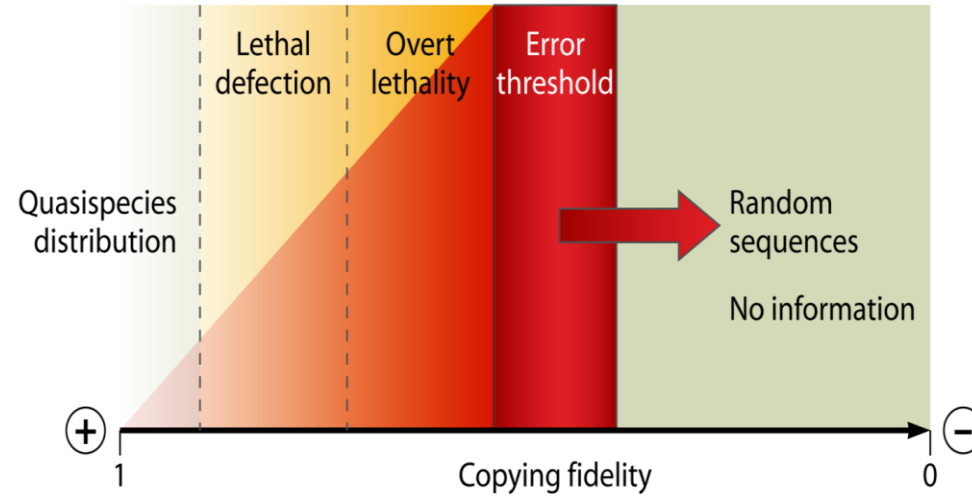 Lethal
defection
Overt
lethality
Error
threshold
Quasispecies
distribution
Random
sequences
No information
+
−
1
Copying fidelity
0